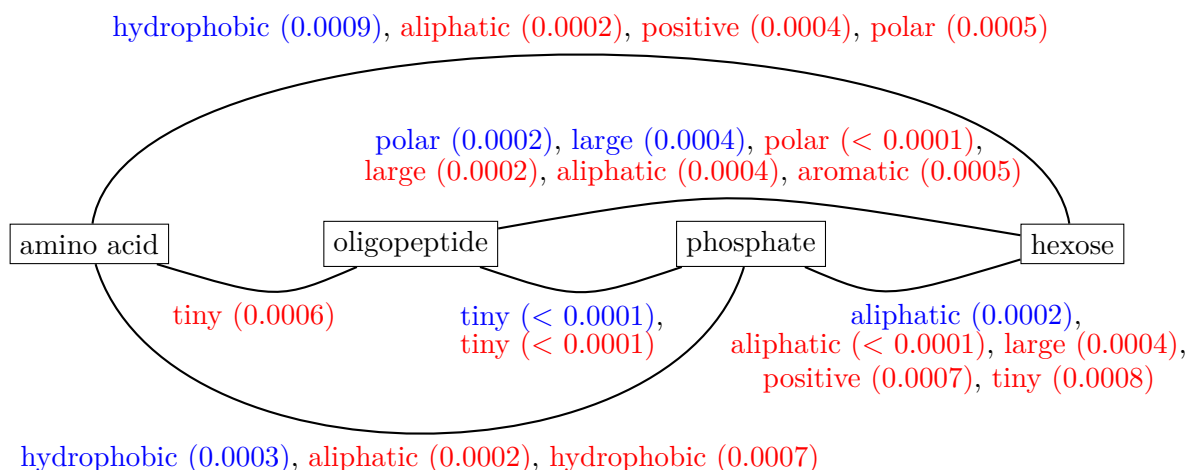 hydrophobic (0.0009), aliphatic (0.0002), positive (0.0004), polar (0.0005)
polar (0.0002), large (0.0004), polar (< 0.0001),
large (0.0002), aliphatic (0.0004), aromatic (0.0005)
amino acid
oligopeptide
phosphate
hexose
tiny (0.0006)
tiny (< 0.0001),
tiny (< 0.0001)
aliphatic (0.0002),
aliphatic (< 0.0001), large (0.0004),
positive (0.0007), tiny (0.0008)
hydrophobic (0.0003), aliphatic (0.0002), hydrophobic (0.0007)